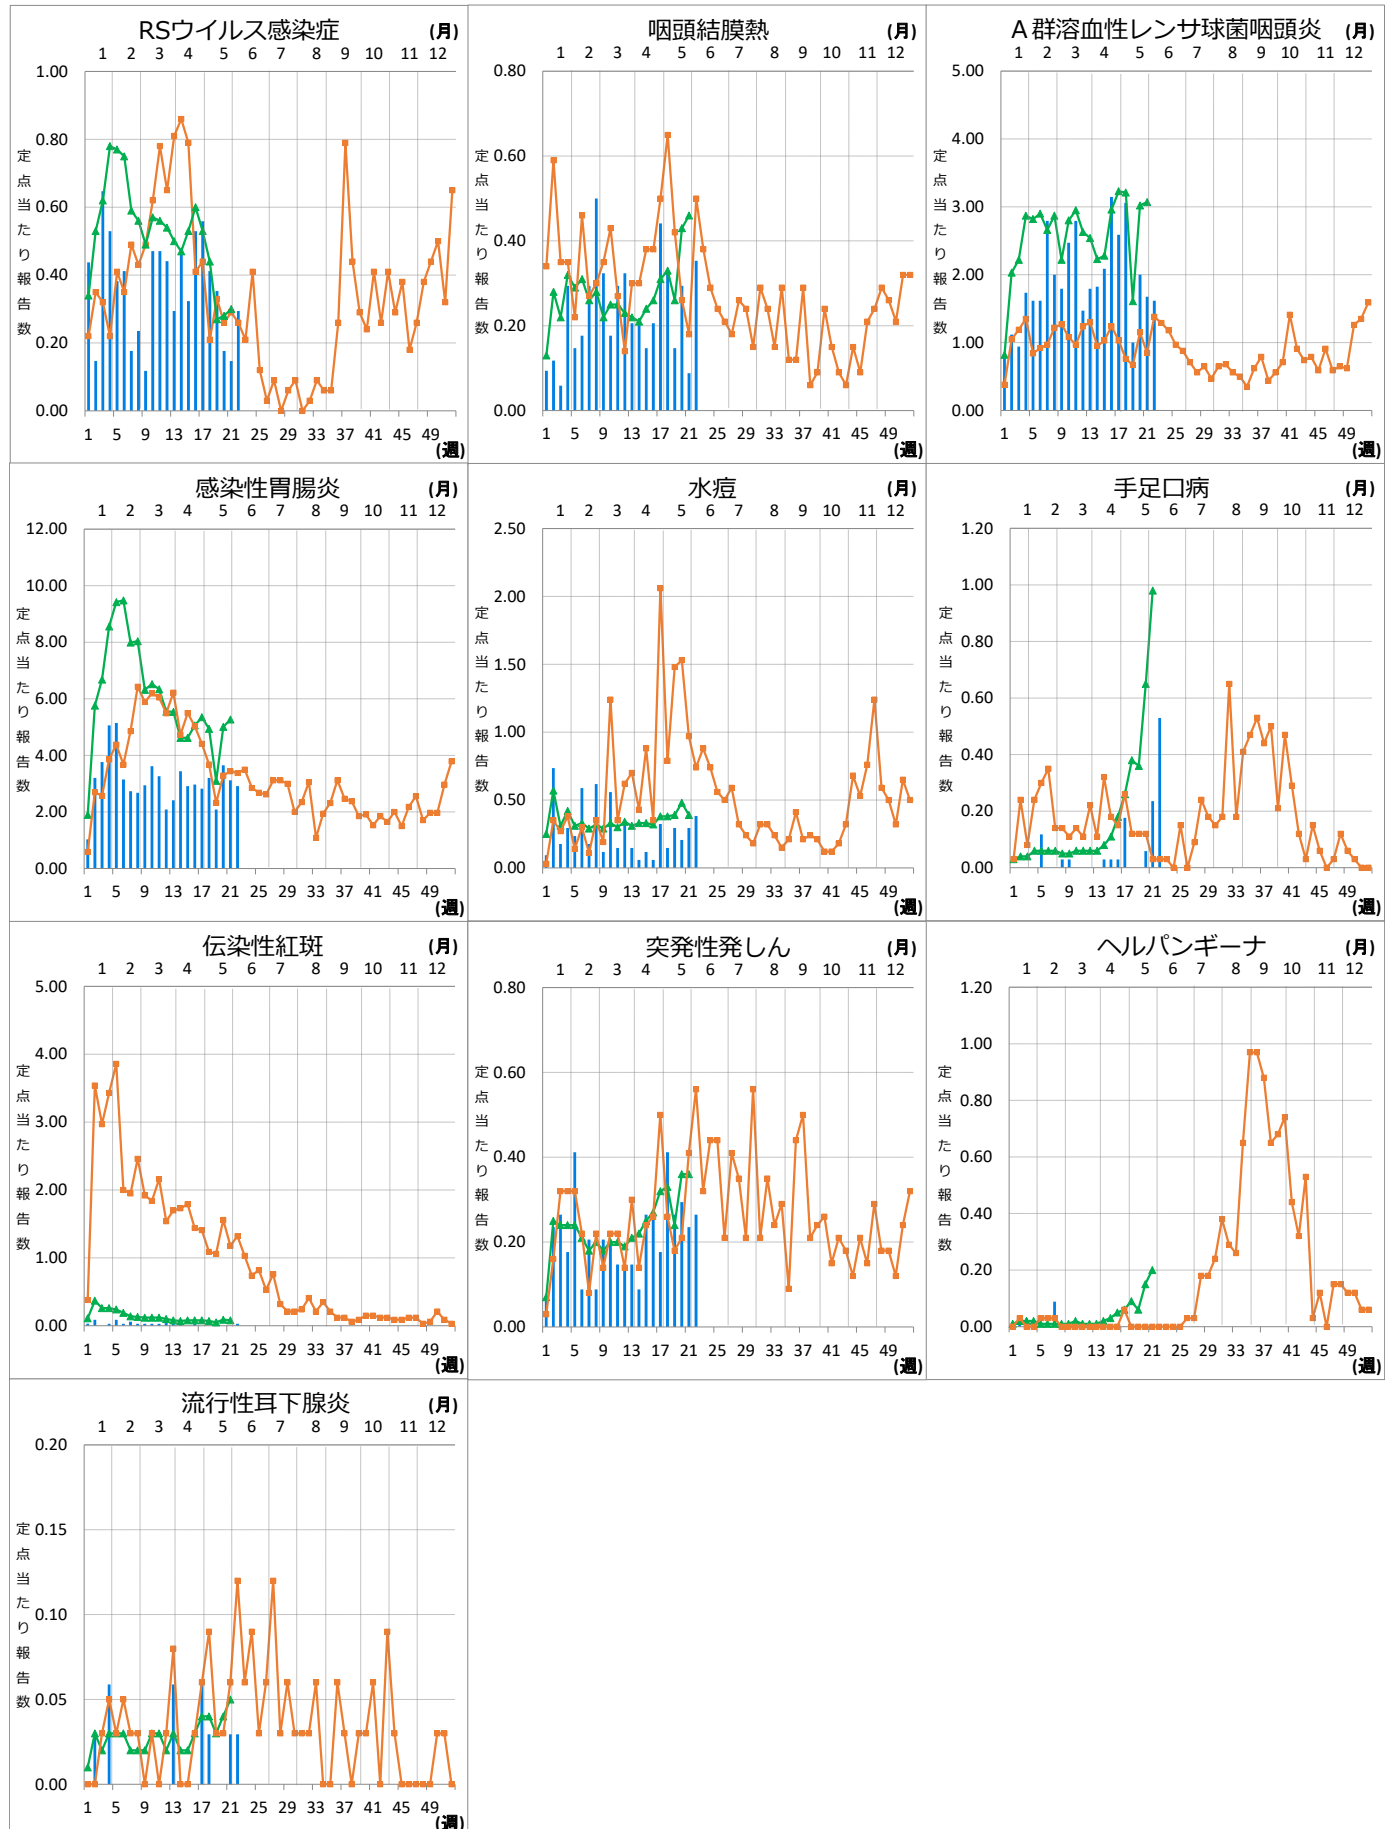 RSウイルス感染症 (月)
1 2 3 4 5 6 7 8 9 10 11 12
定点当たり報告数
1.00
0.80
0.60
0.40
0.20
0.00
1 5 9 13 17 21 25 29 33 37 41 45 49
(週)
咽頭結膜熱 (月)
1 2 3 4 5 6 7 8 9 10 11 12
定点当たり報告数
0.80
0.60
0.40
0.20
0.00
1 5 9 13 17 21 25 29 33 37 41 45 49
(週)
A群溶血性レンサ球菌咽頭炎 (月)
1 2 3 4 5 6 7 8 9 10 11 12
定点当たり報告数
5.00
4.00
3.00
2.00
1.00
0.00
1 5 9 13 17 21 25 29 33 37 41 45 49
(週)
感染性胃腸炎 (月)
1 2 3 4 5 6 7 8 9 10 11 12
定点当たり報告数
12.00
10.00
8.00
6.00
4.00
2.00
0.00
1 5 9 13 17 21 25 29 33 37 41 45 49
(週)
水痘 (月)
1 2 3 4 5 6 7 8 9 10 11 12
定点当たり報告数
2.50
2.00
1.50
1.00
0.50
0.00
1 5 9 13 17 21 25 29 33 37 41 45 49
(週)
手足口病 (月)
1 2 3 4 5 6 7 8 9 10 11 12
定点当たり報告数
1.20
1.00
0.80
0.60
0.40
0.20
0.00
1 5 9 13 17 21 25 29 33 37 41 45 49
(週)
伝染性紅斑 (月)
1 2 3 4 5 6 7 8 9 10 11 12
定点当たり報告数
5.00
4.00
3.00
2.00
1.00
0.00
1 5 9 13 17 21 25 29 33 37 41 45 49
(週)
突発性発しん (月)
1 2 3 4 5 6 7 8 9 10 11 12
定点当たり報告数
0.80
0.60
0.40
0.20
0.00
1 5 9 13 17 21 25 29 33 37 41 45 49
(週)
ヘルパンギーナ (月)
1 2 3 4 5 6 7 8 9 10 11 12
定点当たり報告数
1.20
1.00
0.80
0.60
0.40
0.20
0.00
1 5 9 13 17 21 25 29 33 37 41 45 49
(週)
流行性耳下腺炎 (月)
1 2 3 4 5 6 7 8 9 10 11 12
定点当たり報告数
0.20
0.15
0.10
0.05
0.00
1 5 9 13 17 21 25 29 33 37 41 45 49
(週)